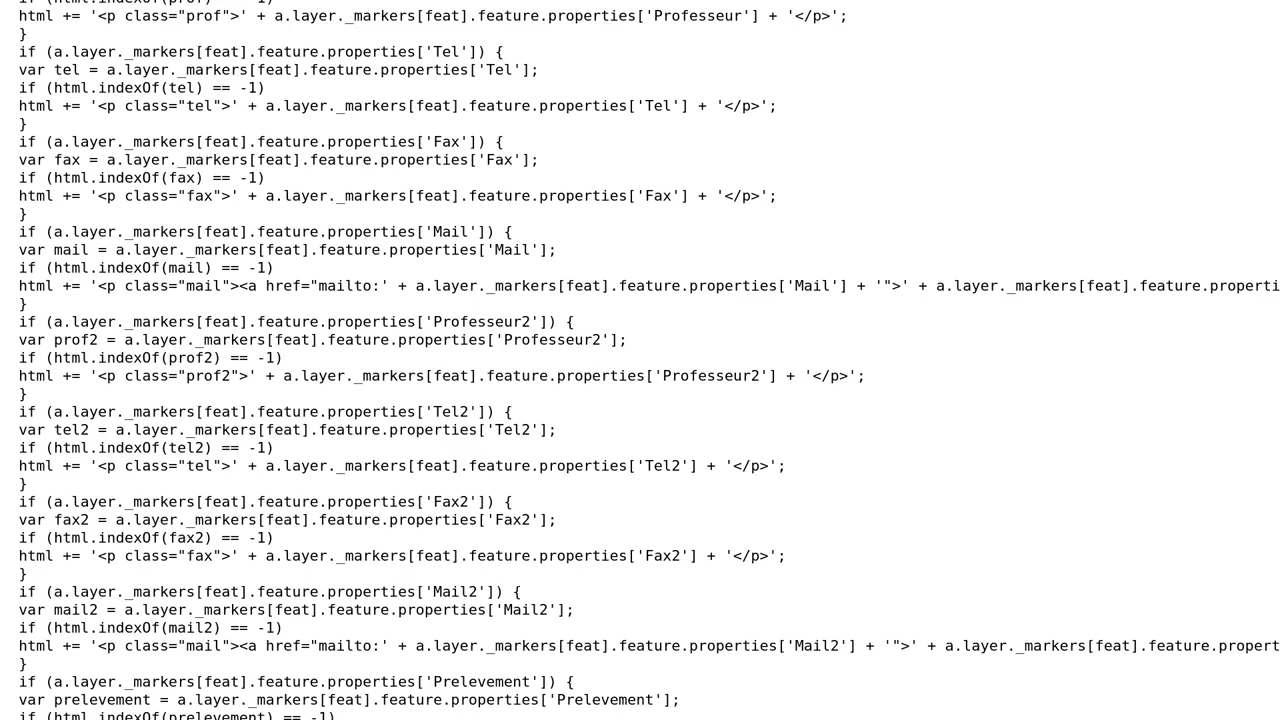 if (html.indexOf(prof) == -1)
html += '<p class="prof">' + a.layer._markers[feat].feature.properties['Professeur'] + '</p>';
}
if (a.layer._markers[feat].feature.properties['Tel']) {
var tel = a.layer._markers[feat].feature.properties['Tel'];
if (html.indexOf(tel) == -1)
html += '<p class="tel">' + a.layer._markers[feat].feature.properties['Tel'] + '</p>';
}
if (a.layer._markers[feat].feature.properties['Fax']) {
var fax = a.layer._markers[feat].feature.properties['Fax'];
if (html.indexOf(fax) == -1)
html += '<p class="fax">' + a.layer._markers[feat].feature.properties['Fax'] + '</p>';
}
if (a.layer._markers[feat].feature.properties['Mail']) {
var mail = a.layer._markers[feat].feature.properties['Mail'];
if (html.indexOf(mail) == -1)
html += '<p class="mail"><a href="mailto:' + a.layer._markers[feat].feature.properties['Mail'] + '">' + a.layer._markers[feat].feature.properti
}
if (a.layer._markers[feat].feature.properties['Professeur2']) {
var prof2 = a.layer._markers[feat].feature.properties['Professeur2'];
if (html.indexOf(prof2) == -1)
html += '<p class="prof2">' + a.layer._markers[feat].feature.properties['Professeur2'] + '</p>';
}
if (a.layer._markers[feat].feature.properties['Tel2']) {
var tel2 = a.layer._markers[feat].feature.properties['Tel2'];
if (html.indexOf(tel2) == -1)
html += '<p class="tel">' + a.layer._markers[feat].feature.properties['Tel2'] + '</p>';
}
if (a.layer._markers[feat].feature.properties['Fax2']) {
var fax2 = a.layer._markers[feat].feature.properties['Fax2'];
if (html.indexOf(fax2) == -1)
html += '<p class="fax">' + a.layer._markers[feat].feature.properties['Fax2'] + '</p>';
}
if (a.layer._markers[feat].feature.properties['Mail2']) {
var mail2 = a.layer._markers[feat].feature.properties['Mail2'];
if (html.indexOf(mail2) == -1)
html += '<p class="mail"><a href="mailto:' + a.layer._markers[feat].feature.properties['Mail2'] + '">' + a.layer._markers[feat].feature.propert
}
if (a.layer._markers[feat].feature.properties['Prelevement']) {
var prelevement = a.layer._markers[feat].feature.properties['Prelevement'];
if (html.indexOf(prelevement) == -1)